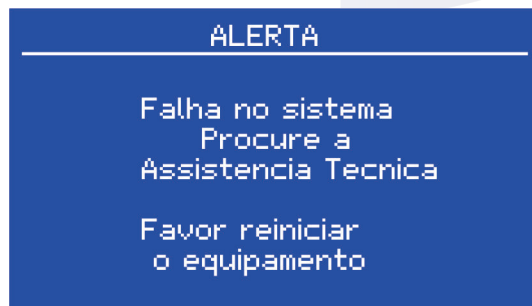 ALERTA
Falha no sistema
Procure a
Assistencia Tecnica
Favor reiniciar
o equipamento